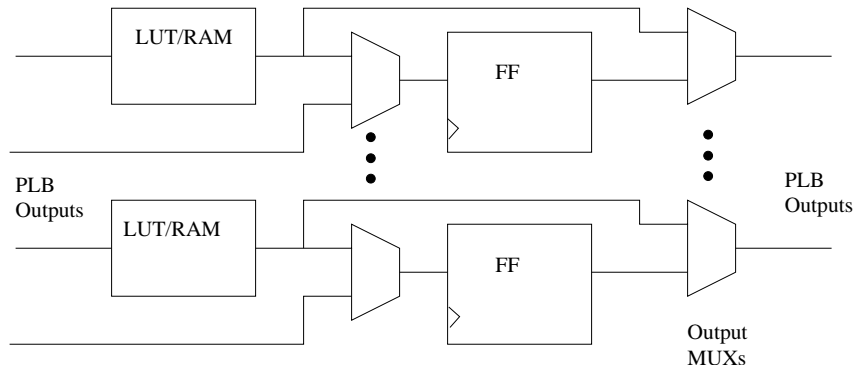 LUT/RAM
FF
PLB
Outputs
PLB
Outputs
LUT/RAM
FF
Output
MUXs